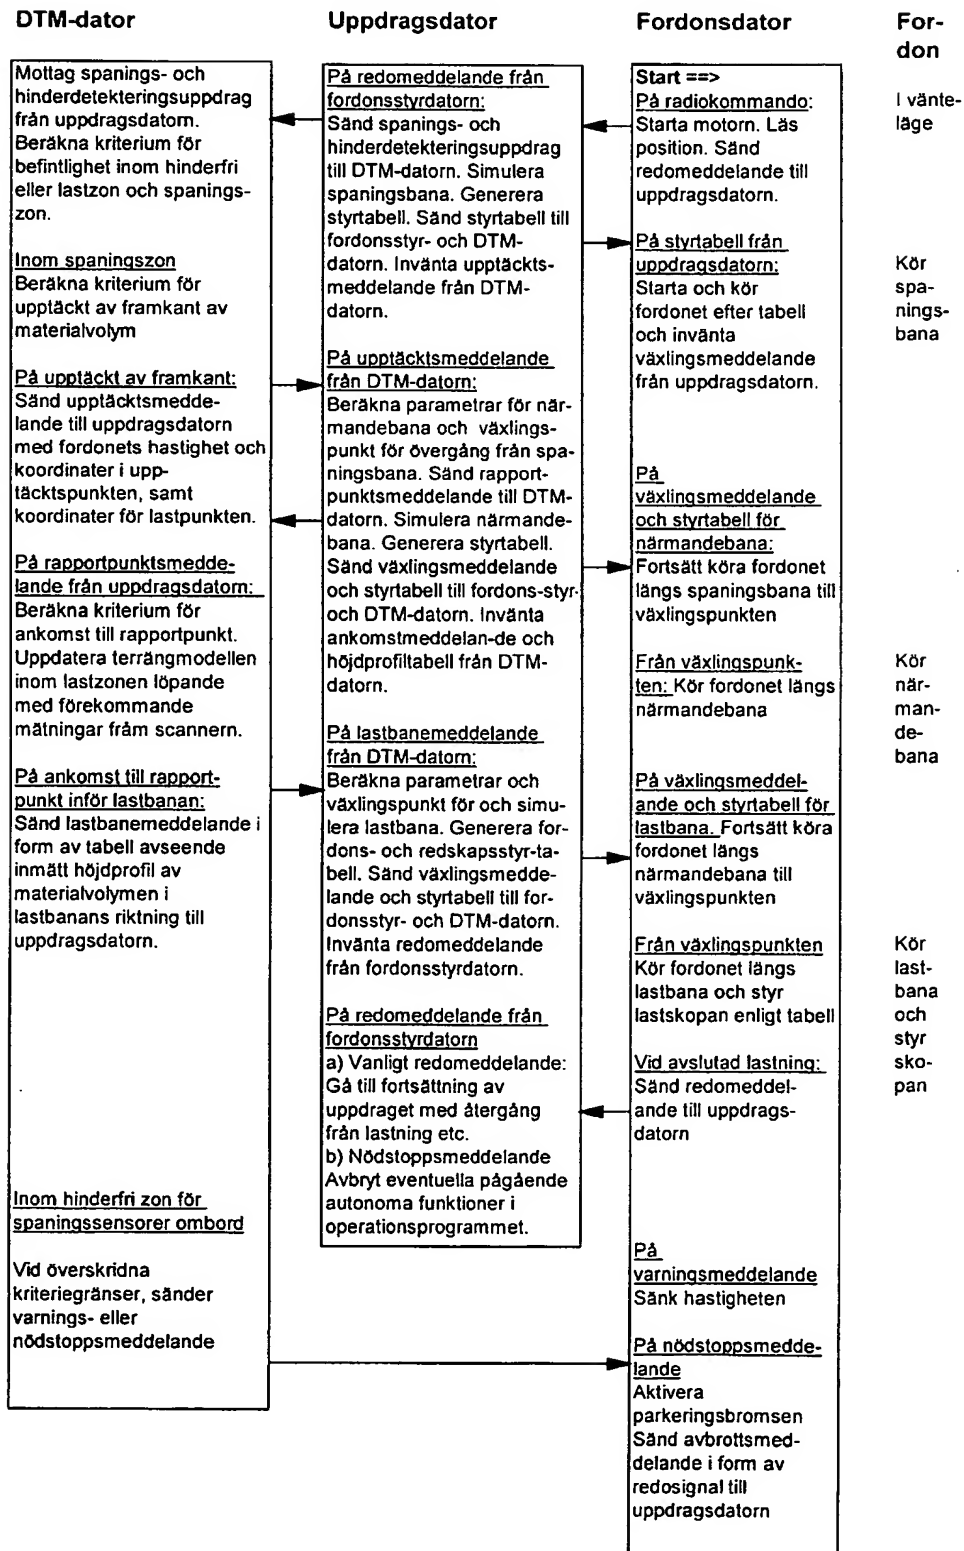 DTM-dator
Mottag spanings- och
hinderdetekteringsuppdrag
från uppdragsdatorn.
Beräkna kriterium för
befintlighet inom hinderfri
eller lastzon och spanings-
zon.
Inom spaningszon
Beräkna kriterium för
upptäckt av framkant av
materialvolym
På upptäckt av framkant:
Sänd upptäcktsmedde-
lande till uppdragsdatorn
med fordonets hastighet och
koordinater i upp-
täcktspunkten, samt
koordinater för lastpunkten.
På rapportpunktsmedde-
lande från uppdragsdatorn:
Beräkna kriterium för
ankomst till rapportpunkt.
Uppdatera terrängmodellen
inom lastzonen löpande
med förekommande
mätningar fråm scannern.
På ankomst till rapport-
punkt inför lastbanan:
Sänd lastbanemeddelande i
form av tabell avseende
inmätt höjdprofil av
materialvolymen i
lastbanans riktning till
uppdragsdatorn.
Inom hinderfri zon för
spaningssensorer ombord
Vid överskridna
kriteriegränser, sänder
varnings- eller
nödstoppsmeddelande
Uppdragsdator
På redomeddelande från
fordonsstyrdatorn:
Sänd spanings- och
hinderdetekteringsuppdrag
till DTM-datorn. Simulera
spaningsbana. Generera
styrtabell. Sänd styrtabell till
fordonsstyr- och DTM-
datorn. Invänta upptäckts-
meddelande från DTM-
datorn.
På upptäcktsmeddelande
från DTM-datorn:
Beräkna parametrar för när-
mandebana och växlings-
punkt för övergång från spa-
ningsbana. Sänd rapport-
punktsmeddelande till DTM-
datorn. Simulera närmande-
bana. Generera styrtabell.
Sänd växlingsmeddelande
och styrtabell till fordons-styr-
och DTM-datorn. Invänta
ankomstmeddelan-de och
höjdprofiltabell från DTM-
datorn.
På lastbanemeddelande
från DTM-datorn:
Beräkna parametrar och
växlingspunkt för och simu-
lera lastbana. Generera for-
dons- och redskapsstyr-ta-
bell. Sänd växlingsmedde-
lande och styrtabell till for-
donsstyr- och DTM-datorn.
Invänta redomeddelande
från fordonsstyrdatorn.
På redomeddelande från
fordonsstyrdatorn
a) Vanligt redomeddelande:
Gå till fortsättning av
uppdraget med återgång
från lastning etc.
b) Nödstoppsmeddelande
Avbryt eventuella pågående
autonoma funktioner i
operationsprogrammet.
Fordonsdator
Start ==>
På radiokommando:
Starta motorn. Läs
position. Sänd
redomeddelande till
uppdragsdatorn.
På styrtabell från
uppdragsdatorn:
Starta och kör
fordonet efter tabell
och invänta
växlingsmeddelande
från uppdragsdatorn.
På
växlingsmeddelande
och styrtabell för
närmandebana:
Fortsätt köra fordonet
längs spaningsbana till
växlingspunkten
Från växlingspunk-
ten: Kör fordonet längs
närmandebana
På växlingsmeddel-
ande och styrtabell för
lastbana. Fortsätt köra
fordonet längs
närmandebana till
växlingspunkten
Från växlingspunkten
Kör fordonet längs
lastbana och styr
lastskopan enligt tabell
Vid avslutad lastning:
Sänd redomeddel-
ande till uppdrags-
datorn
På
varningsmeddelande
Sänk hastigheten
På nödstoppsmedde-
lande
Aktivera
parkeringsbromsen
Sänd avbrottsmed-
delande i form av
redosignal till
uppdragsdatorn
For-
don
I vänte-
läge
Kör
spa-
nings-
bana
Kör
när-
man-
de-
bana
Kör
last-
bana
och
styr
sko-
pan